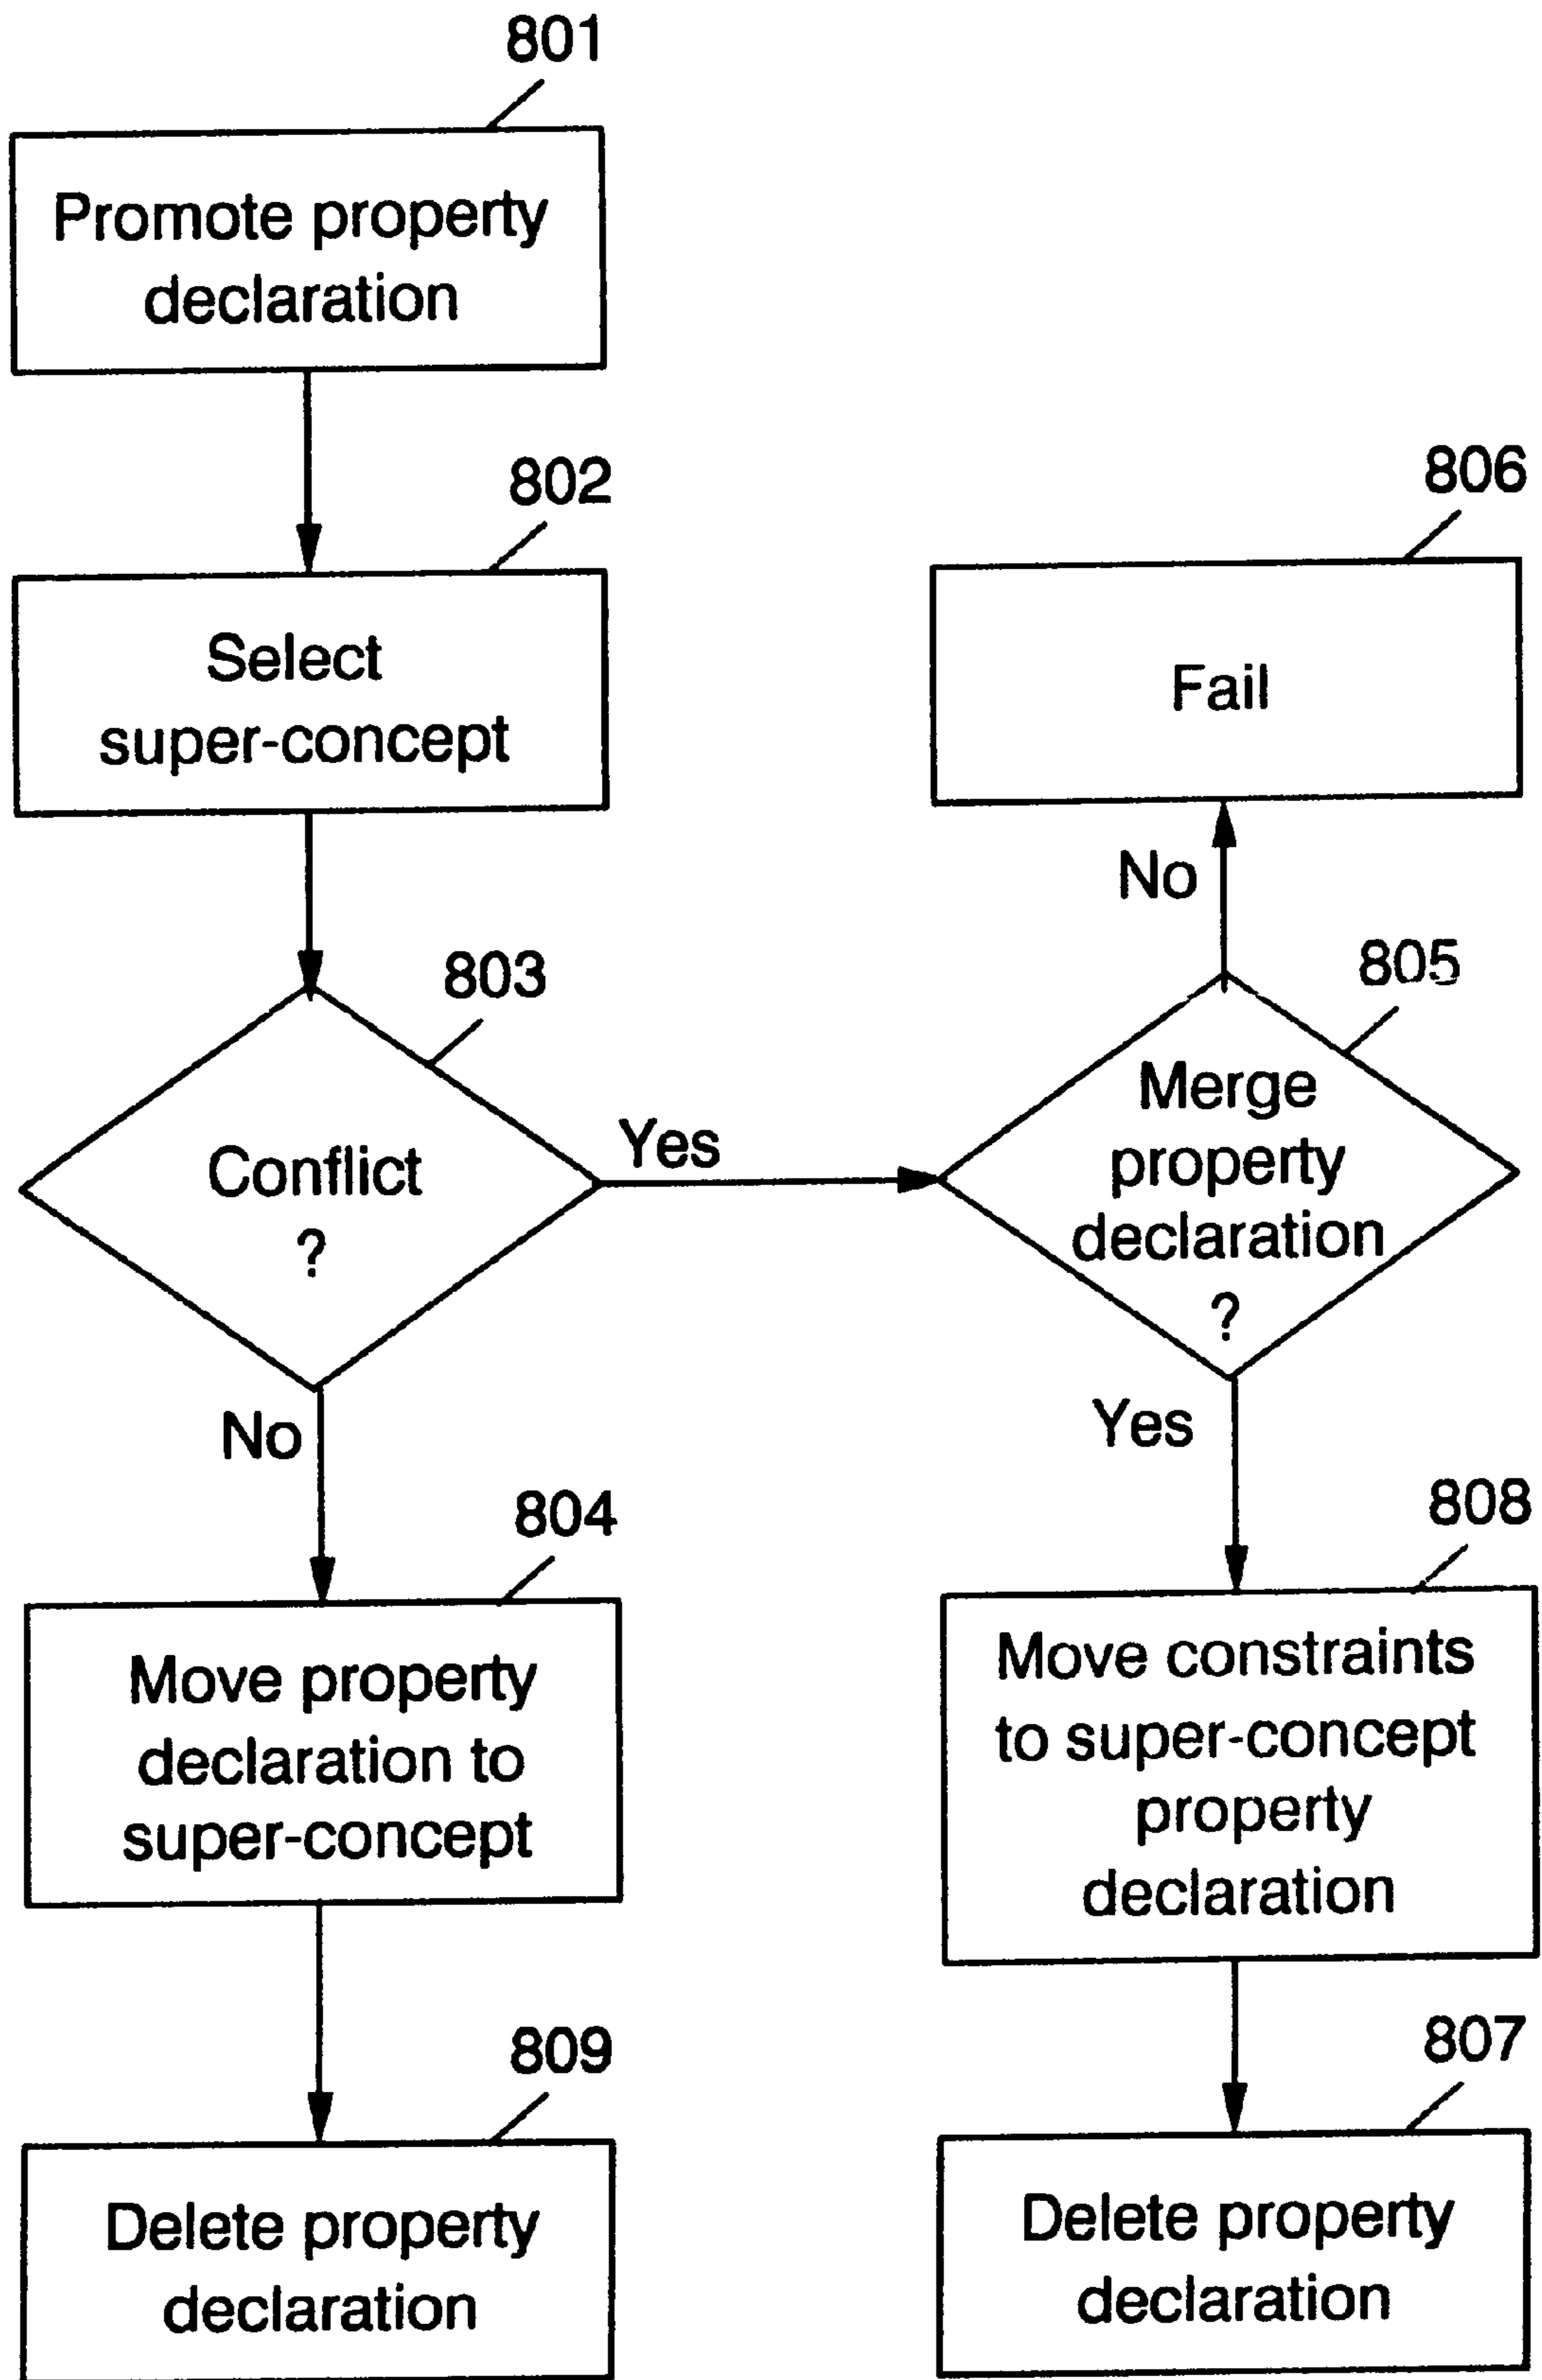 801
Promote property
declaration
802
Select
super-concept
803
Conflict
?
Yes
No
804
Move property
declaration to
super-concept
809
Delete property
declaration
806
Fail
No
805
Merge
property
declaration
?
Yes
808
Move constraints
to super-concept
property
declaration
807
Delete property
declaration